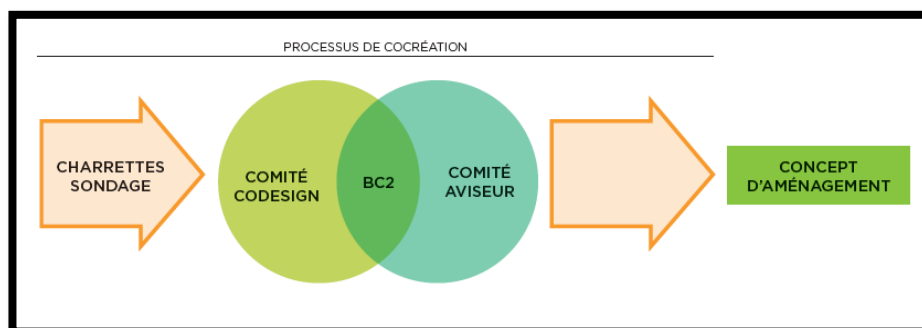 PROCESSUS DE COCRÉATION
CHARRETTES
SONDAGE
COMITÉ
CODESIGN
BC2
COMITÉ
AVISEUR
CONCEPT
D'AMÉNAGEMENT